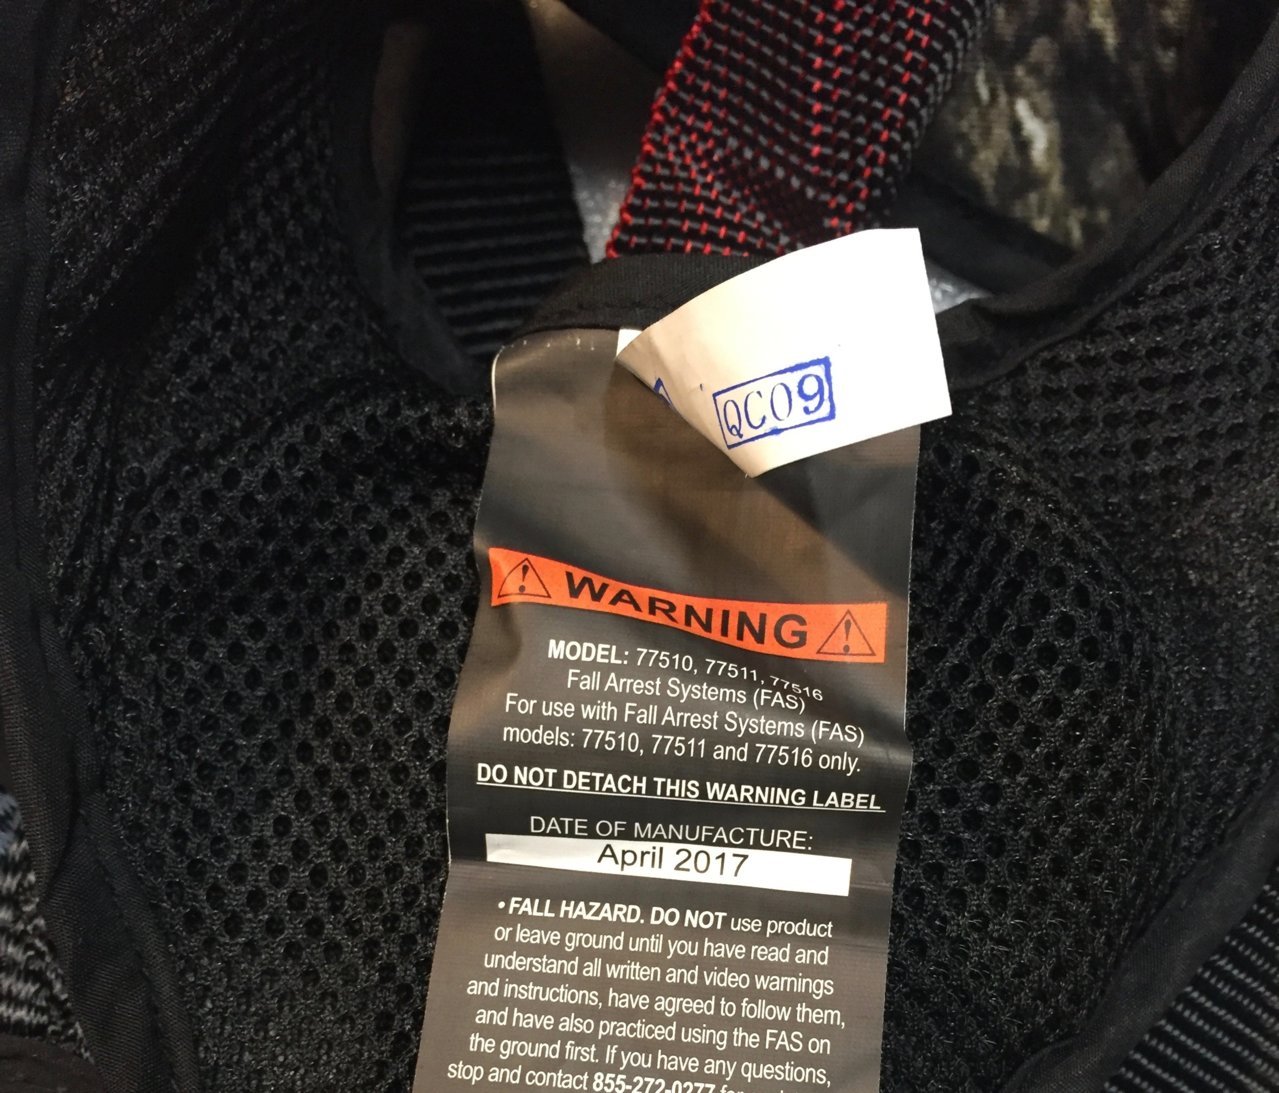 QC09
WARNING
MODEL: 77510, 77511, 77516
Fall Arrest Systems (FAS)
For use with Fall Arrest Systems (FAS)
models: 77510, 77511 and 77516 only.
DO NOT DETACH THIS WARNING LABEL
DATE OF MANUFACTURE:
April 2017
• FALL HAZARD. DO NOT use product
or leave ground until you have read and
understand all written and video warnings
and instructions, have agreed to follow them,
and have also practiced using the FAS on
the ground first. If you have any questions,
stop and contact 855-272-0277